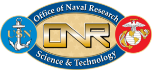 Office of Naval Research
ONR
Science & Technology